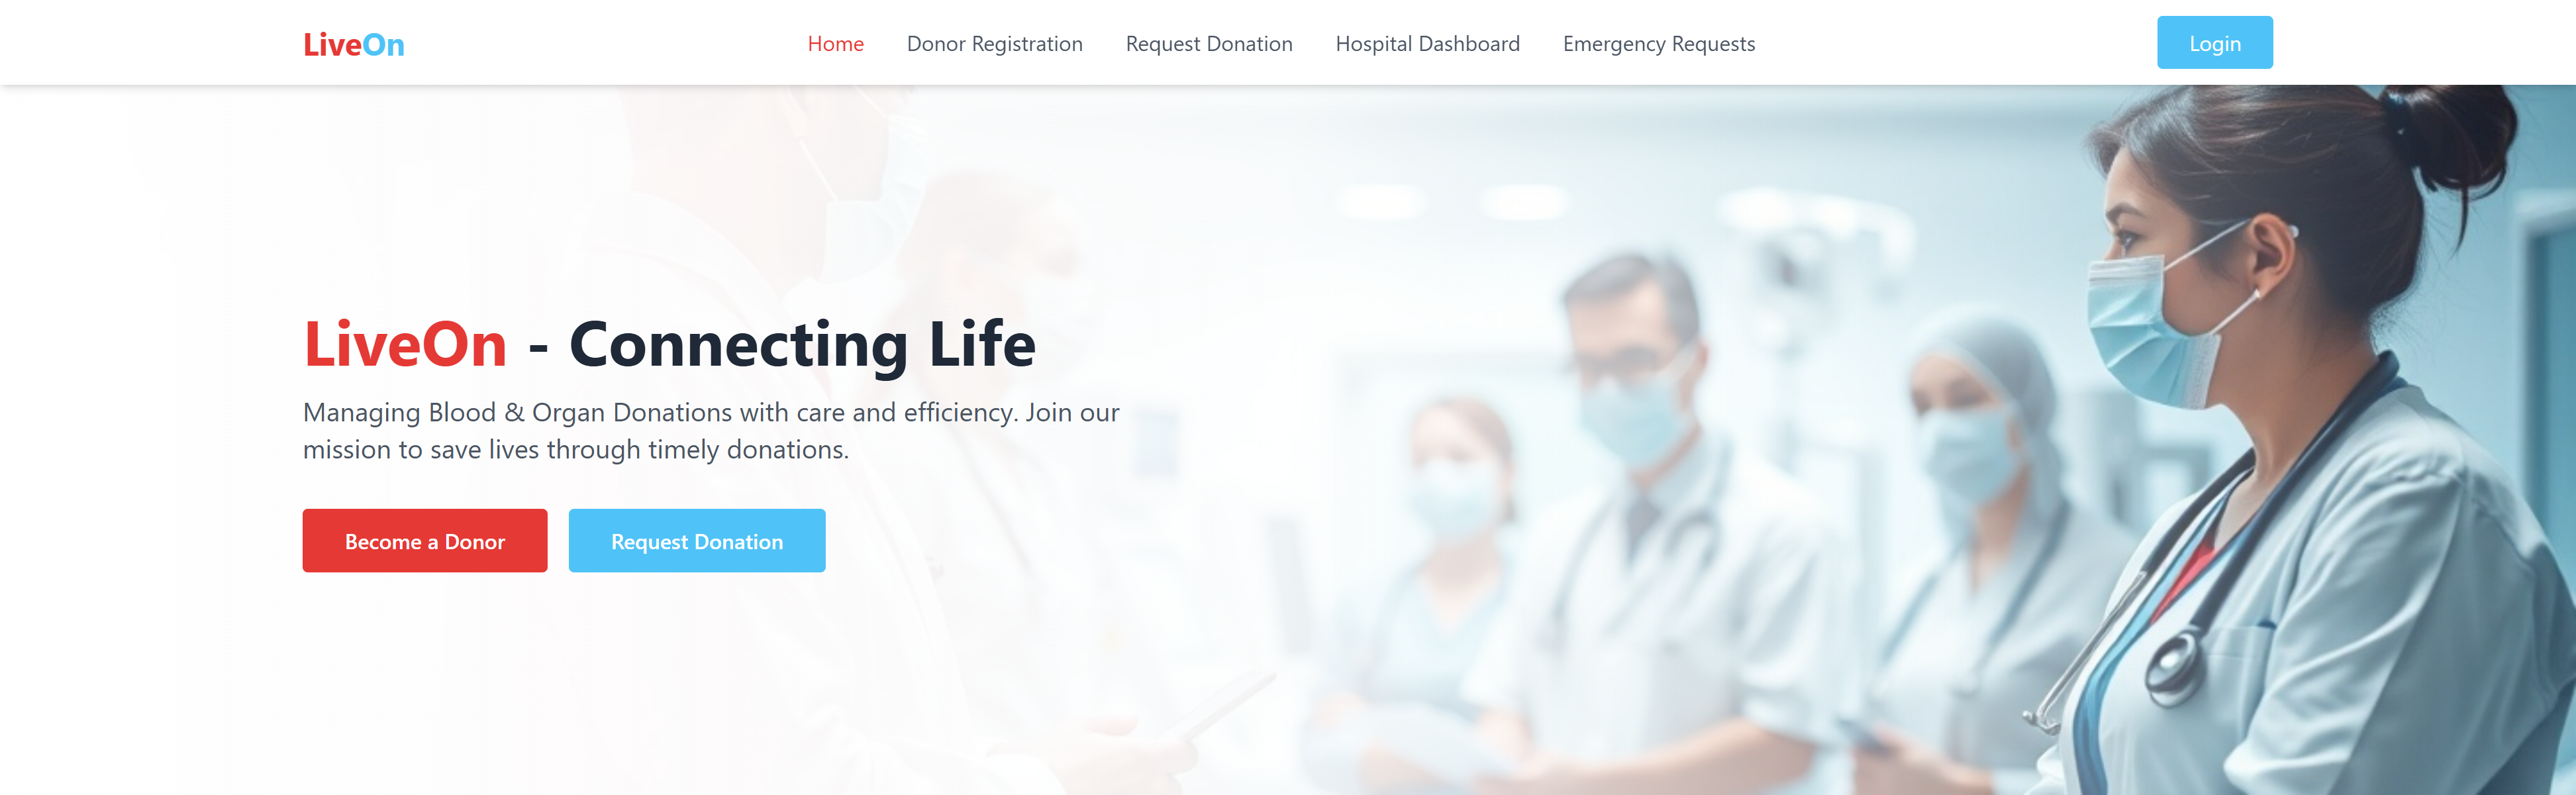 LiveOn
Home
Donor Registration
Request Donation
Hospital Dashboard
Emergency Requests
Login
LiveOn - Connecting Life
Managing Blood & Organ Donations with care and efficiency. Join our
mission to save lives through timely donations.
Become a Donor
Request Donation